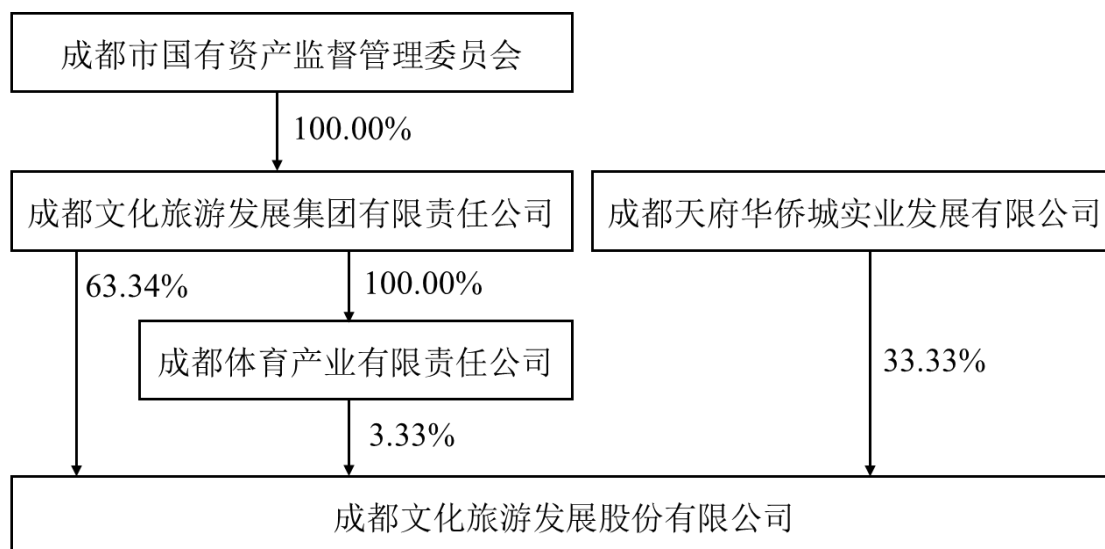 成都市国有资产监督管理委员会
100.00%
成都文化旅游发展集团有限责任公司
成都天府华侨城实业发展有限公司
63.34%
100.00%
成都体育产业有限责任公司
33.33%
3.33%
成都文化旅游发展股份有限公司